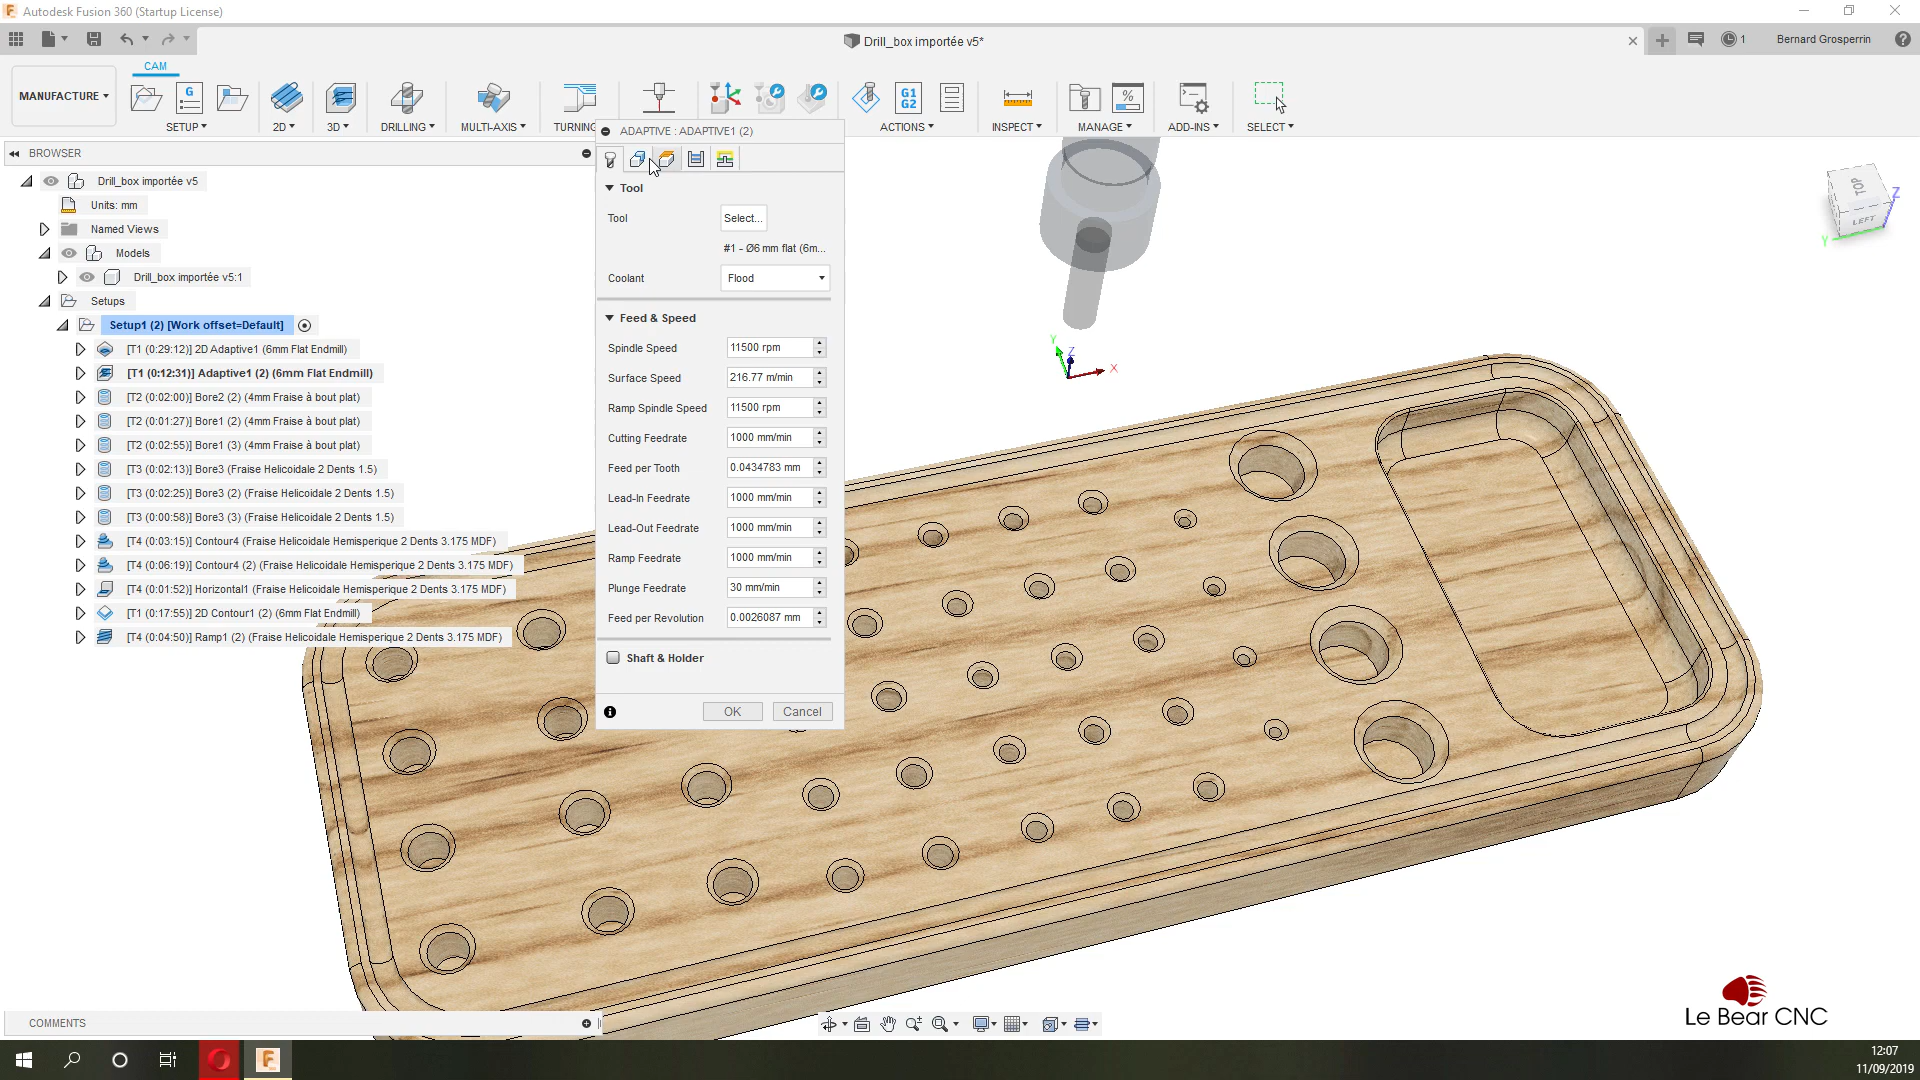 Autodesk Fusion 360 (Startup License)
Drill_box importée v5*
1
Bernard Grosperrin
CAM
MANUFACTURE
SETUP
2D
3D
DRILLING
MULTI-AXIS
TURNING
G1
G2
ACTIONS
INSPECT
MANAGE
ADD-INS
SELECT
BROWSER
Drill_box importée v5
Units: mm
Named Views
Models
Drill_box importée v5:1
Setups
Setup1 (2) [Work offset=Default]
[T1 (0:29:12)] 2D Adaptive1 (6mm Flat Endmill)
[T1 (0:12:31)] Adaptive1 (2) (6mm Flat Endmill)
[T2 (0:02:00)] Bore2 (2) (4mm Fraise à bout plat)
[T2 (0:01:27)] Bore1 (2) (4mm Fraise à bout plat)
[T2 (0:02:55)] Bore1 (3) (4mm Fraise à bout plat)
[T3 (0:02:13)] Bore3 (Fraise Helicoidale 2 Dents 1.5)
[T3 (0:02:25)] Bore3 (2) (Fraise Helicoidale 2 Dents 1.5)
[T3 (0:00:58)] Bore3 (3) (Fraise Helicoidale 2 Dents 1.5)
[T4 (0:03:15)] Contour4 (Fraise Helicoidale Hemisperique 2 Dents 3.175 MDF)
[T4 (0:06:19)] Contour4 (2) (Fraise Helicoidale Hemisperique 2 Dents 3.175 MDF)
[T4 (0:01:52)] Horizontal1 (Fraise Helicoidale Hemisperique 2 Dents 3.175 MDF)
[T1 (0:17:55)] 2D Contour1 (2) (6mm Flat Endmill)
[T4 (0:04:50)] Ramp1 (2) (Fraise Helicoidale Hemisperique 2 Dents 3.175 MDF)
ADAPTIVE : ADAPTIVE1 (2)
Tool
Tool Select...
#1 - Ø6 mm flat (6m...
Coolant Flood
Feed & Speed
Spindle Speed 11500 rpm
Surface Speed 216.77 m/min
Ramp Spindle Speed 11500 rpm
Cutting Feedrate 1000 mm/min
Feed per Tooth 0.0434783 mm
Lead-In Feedrate 1000 mm/min
Lead-Out Feedrate 1000 mm/min
Ramp Feedrate 1000 mm/min
Plunge Feedrate 30 mm/min
Feed per Revolution 0.0026087 mm
Shaft & Holder
OK Cancel
Y
Z
X
TOP
LEFT
Z
Y
Le Bear CNC
COMMENTS
12:07
11/09/2019